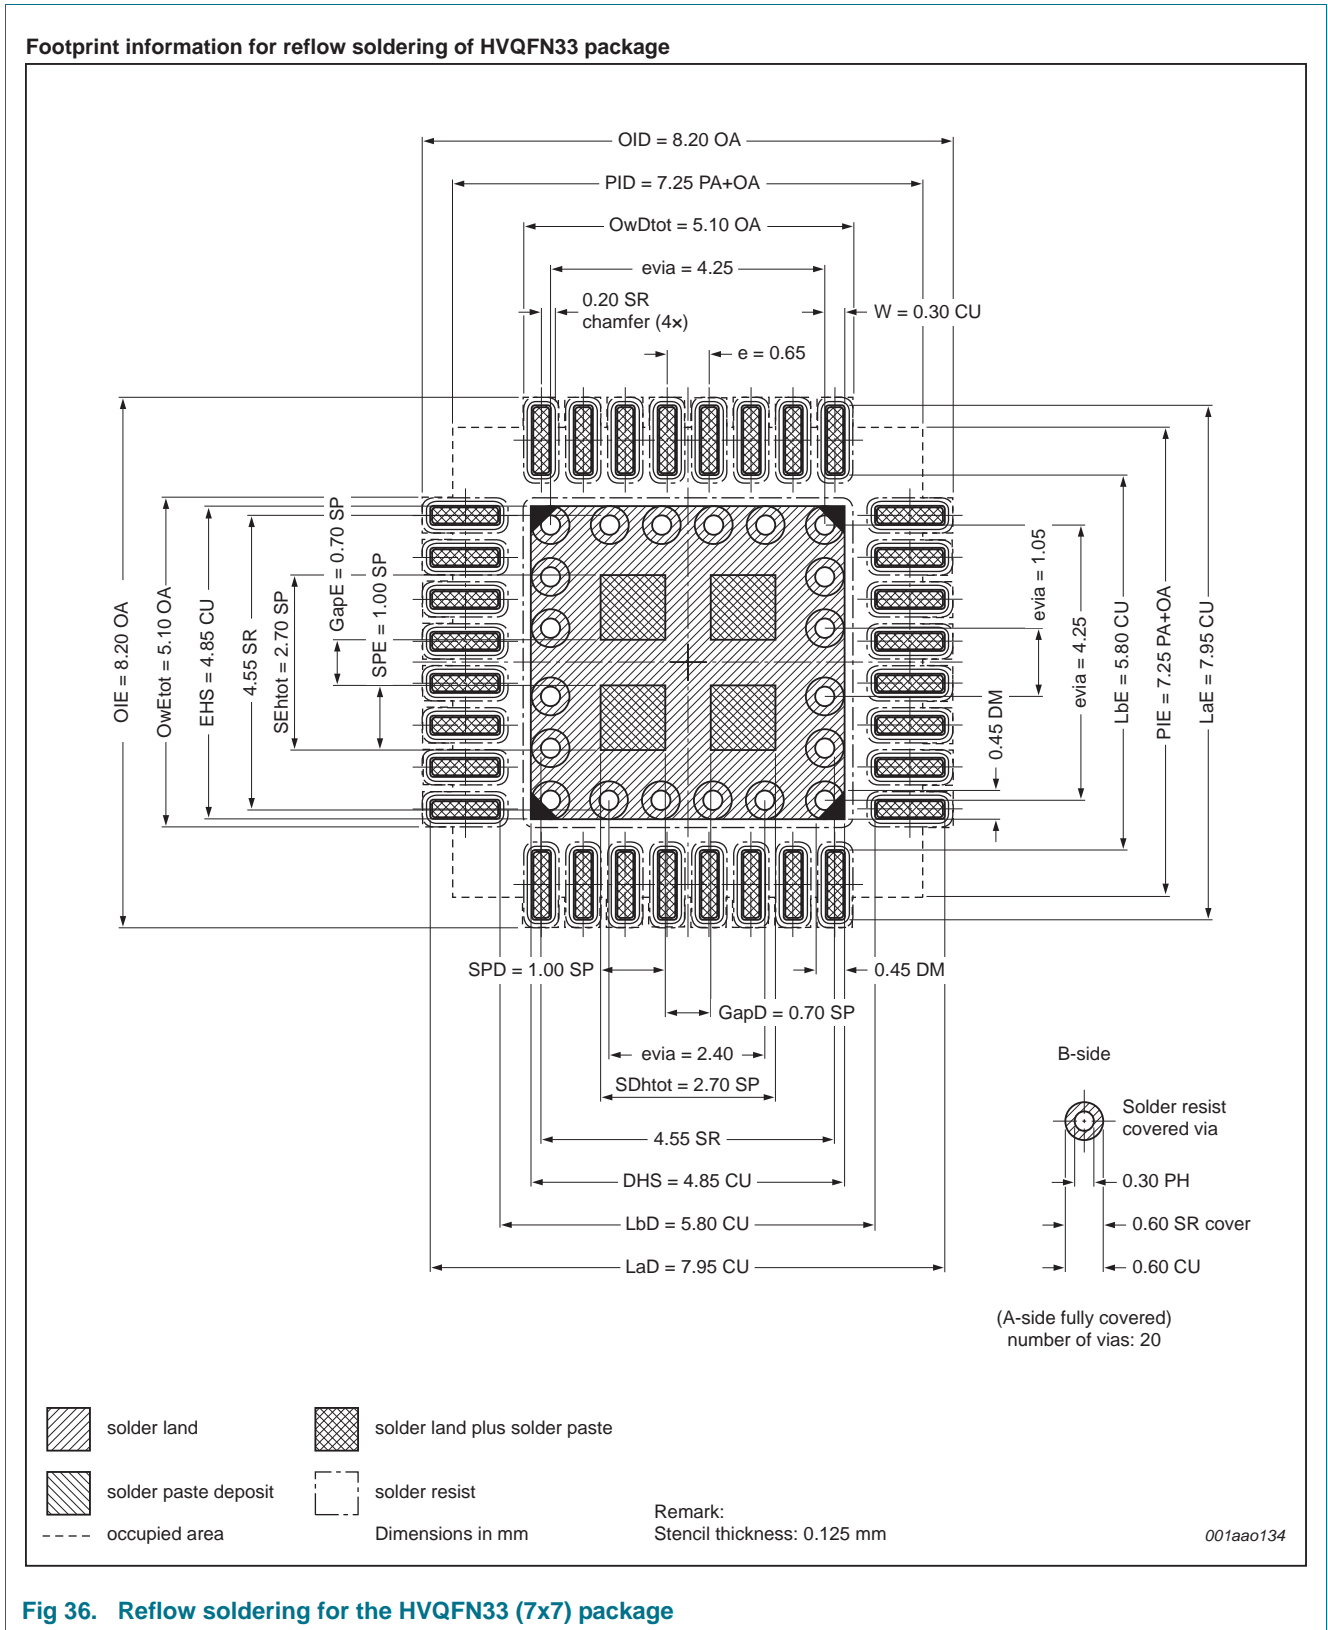 Footprint information for reflow soldering of HVQFN33 package
OID = 8.20 OA
PID = 7.25 PA+OA
OwDtot = 5.10 OA
evia = 4.25
0.20 SR
chamfer (4×)
W = 0.30 CU
e = 0.65
OIE = 8.20 OA
OwEtot = 5.10 OA
EHS = 4.85 CU
4.55 SR
SEhtot = 2.70 SP
GapE = 0.70 SP
SPE = 1.00 SP
evia = 1.05
0.45 DM
evia = 4.25
LbE = 5.80 CU
PIE = 7.25 PA+OA
LaE = 7.95 CU
SPD = 1.00 SP
0.45 DM
GapD = 0.70 SP
evia = 2.40
SDhtot = 2.70 SP
4.55 SR
DHS = 4.85 CU
LbD = 5.80 CU
LaD = 7.95 CU
B-side
Solder resist
covered via
0.30 PH
0.60 SR cover
0.60 CU
(A-side fully covered)
number of vias: 20
solder land
solder land plus solder paste
solder paste deposit
solder resist
occupied area
Dimensions in mm
Remark:
Stencil thickness: 0.125 mm
001aao134
Fig 36. Reflow soldering for the HVQFN33 (7x7) package